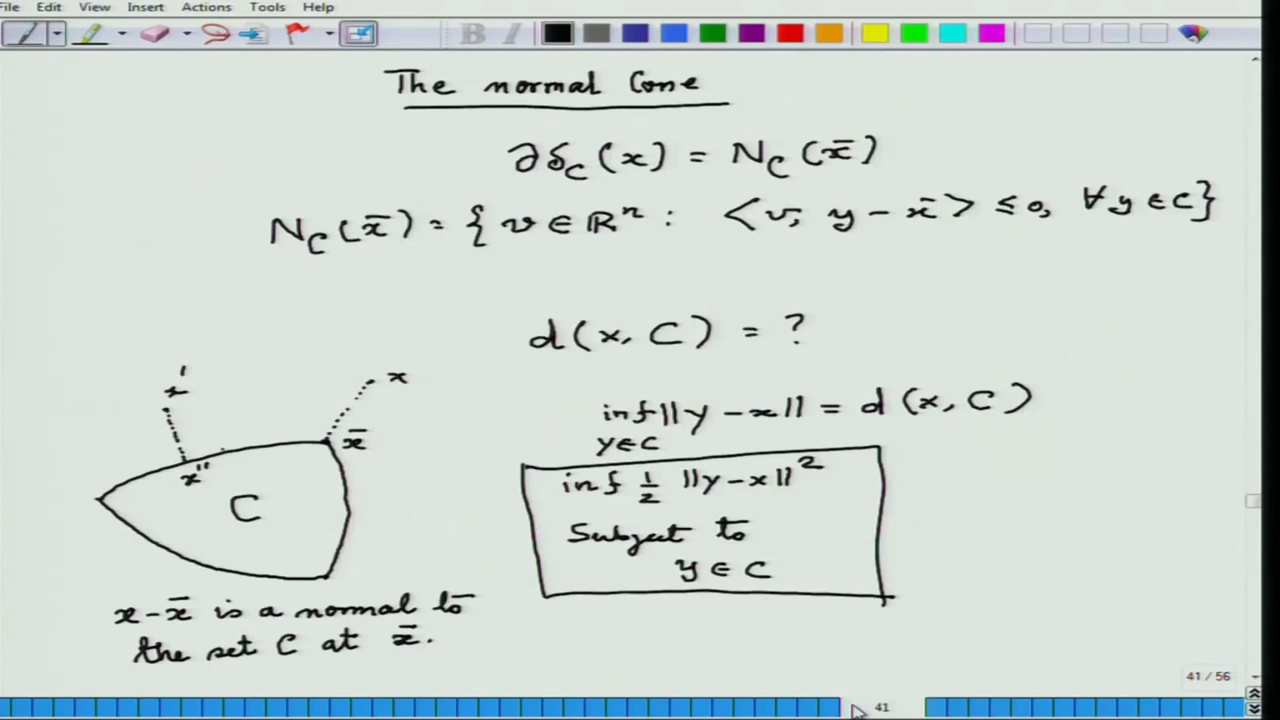 File Edit View Insert Actions Tools Help
B I
The normal Cone
∂δ_C(x) = N_C(x̄)
N_C(x̄) = {v ∈ ℝⁿ : <v, y - x̄> ≤ 0, ∀ y ∈ C}
d(x, C) = ?
x'
x
inf ||y - x|| = d(x, C)
y ∈ C
x̄
x''
C
inf 1/2 ||y - x||²
Subject to
y ∈ C
x - x̄ is a normal to
the set C at x̄.
41 / 56
41